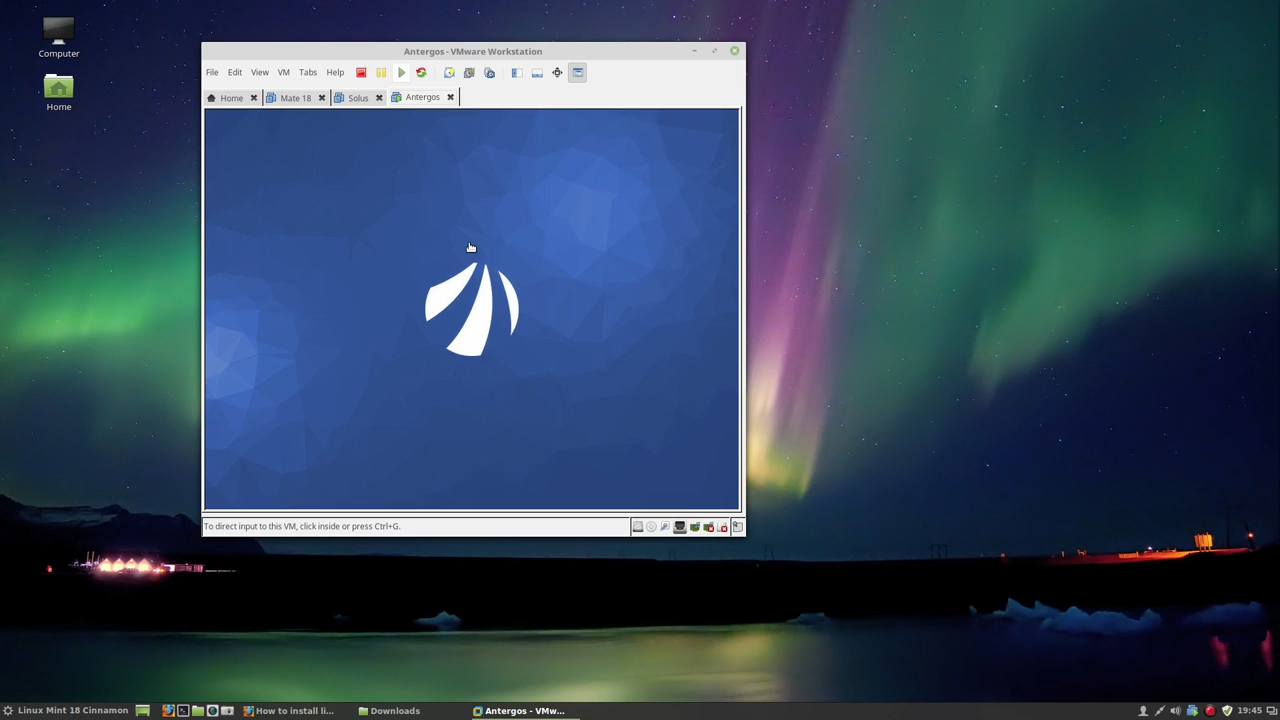 Computer
Home
Antergos - VMware Workstation
File Edit View VM Tabs Help
Home Mate 18 Solus Antergos
To direct input to this VM, click inside or press Ctrl+G.
Linux Mint 18 Cinnamon How to install li... Downloads Antergos - VMw... 19:45